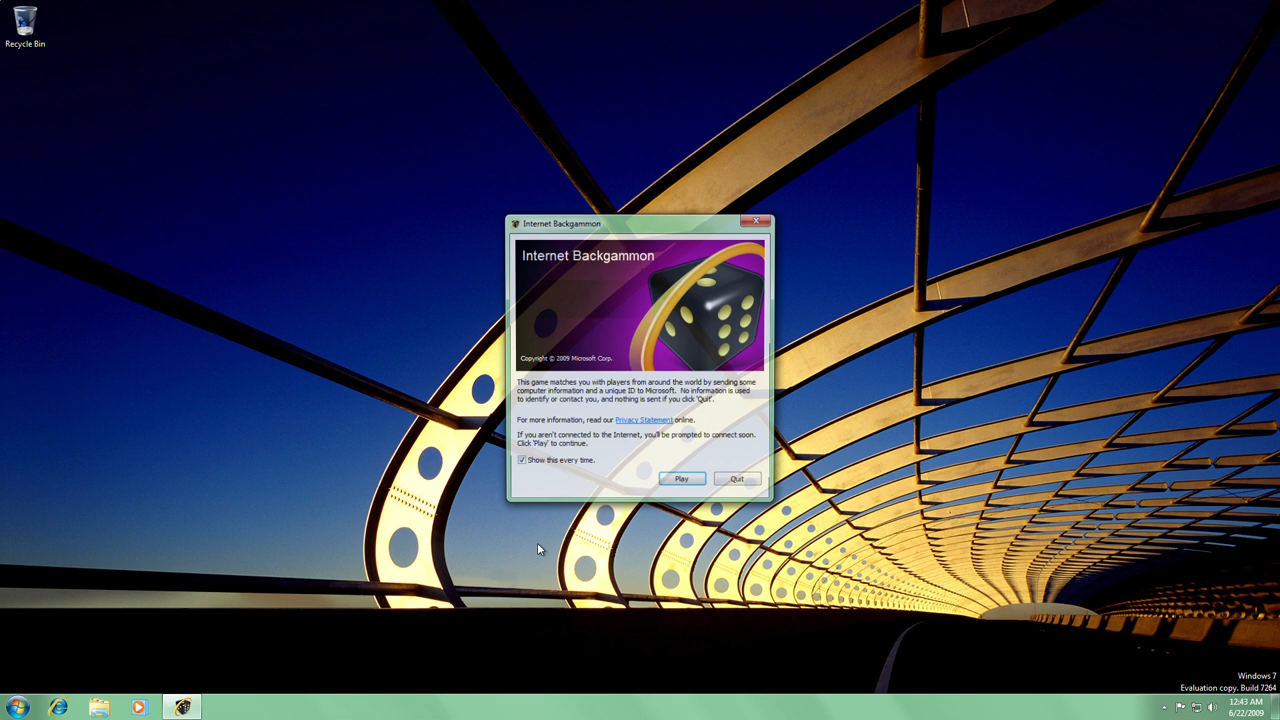 Recycle Bin
Internet Backgammon
Internet Backgammon
Copyright © 2009 Microsoft Corp.
This game matches you with players from around the world by sending some
computer information and a unique ID to Microsoft. No information is used
to identify or contact you, and nothing is sent if you click 'Quit'.
For more information, read our Privacy Statement online.
If you aren't connected to the Internet, you'll be prompted to connect soon.
Click 'Play' to continue.
Show this every time.
Play Quit
Windows 7
Evaluation copy. Build 7264
12:43 AM
6/22/2009